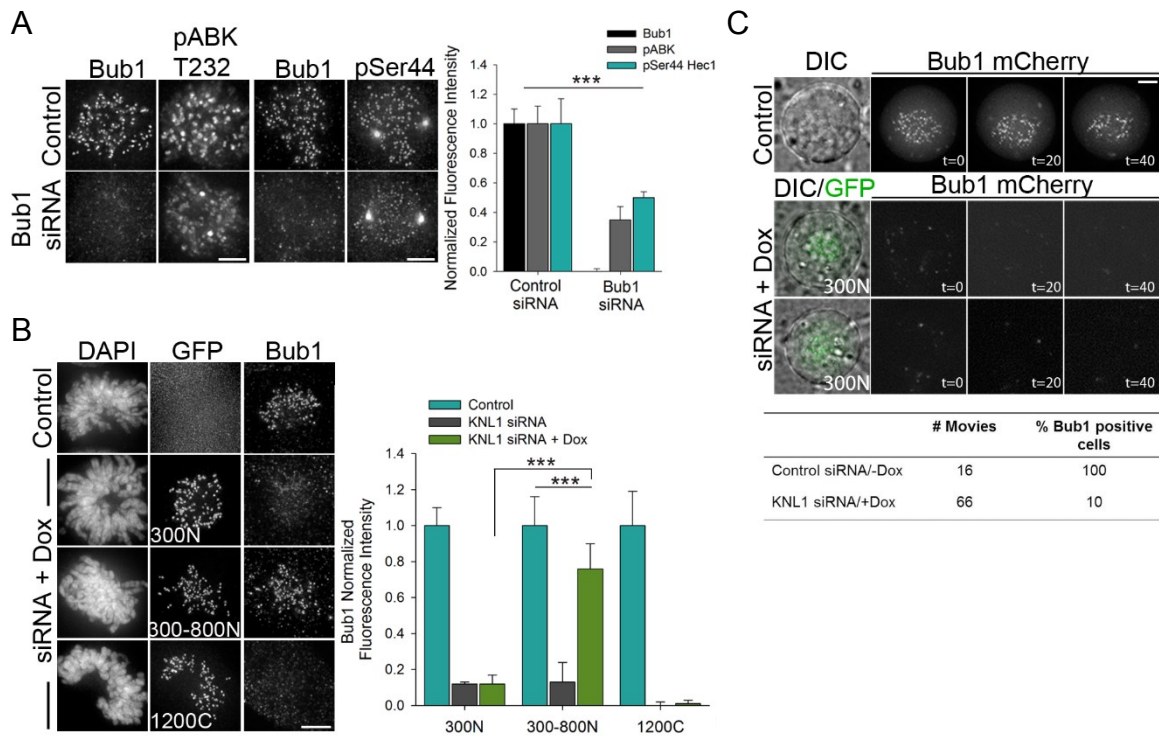 A
Bub1
pABK
T232
Bub1
pSer44
Control
Bub1
siRNA
Bub1
pABK
pSer44 Hec1
***
Normalized Fluorescence Intensity
1.4
1.2
1.0
0.8
0.6
0.4
0.2
0.0
Control
siRNA
Bub1
siRNA
B
DAPI GFP Bub1
Control
siRNA + Dox
300N
300-800N
1200C
Control
KNL1 siRNA
KNL1 siRNA + Dox
***
***
Bub1 Normalized
Fluorescence Intensity
1.4
1.2
1.0
0.8
0.6
0.4
0.2
0.0
300N 300-800N 1200C
C
DIC Bub1 mCherry
Control
t=0 t=20 t=40
DIC/GFP Bub1 mCherry
siRNA + Dox
300N t=0 t=20 t=40
300N t=0 t=20 t=40
# Movies % Bub1 positive
cells
Control siRNA/-Dox 16 100
KNL1 siRNA/+Dox 66 10